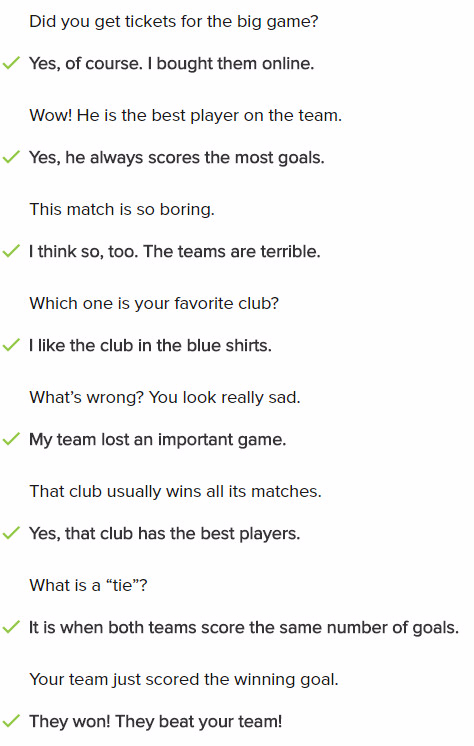 Did you get tickets for the big game?
Yes, of course. I bought them online.
Wow! He is the best player on the team.
Yes, he always scores the most goals.
This match is so boring.
I think so, too. The teams are terrible.
Which one is your favorite club?
I like the club in the blue shirts.
What’s wrong? You look really sad.
My team lost an important game.
That club usually wins all its matches.
Yes, that club has the best players.
What is a “tie”?
It is when both teams score the same number of goals.
Your team just scored the winning goal.
They won! They beat your team!